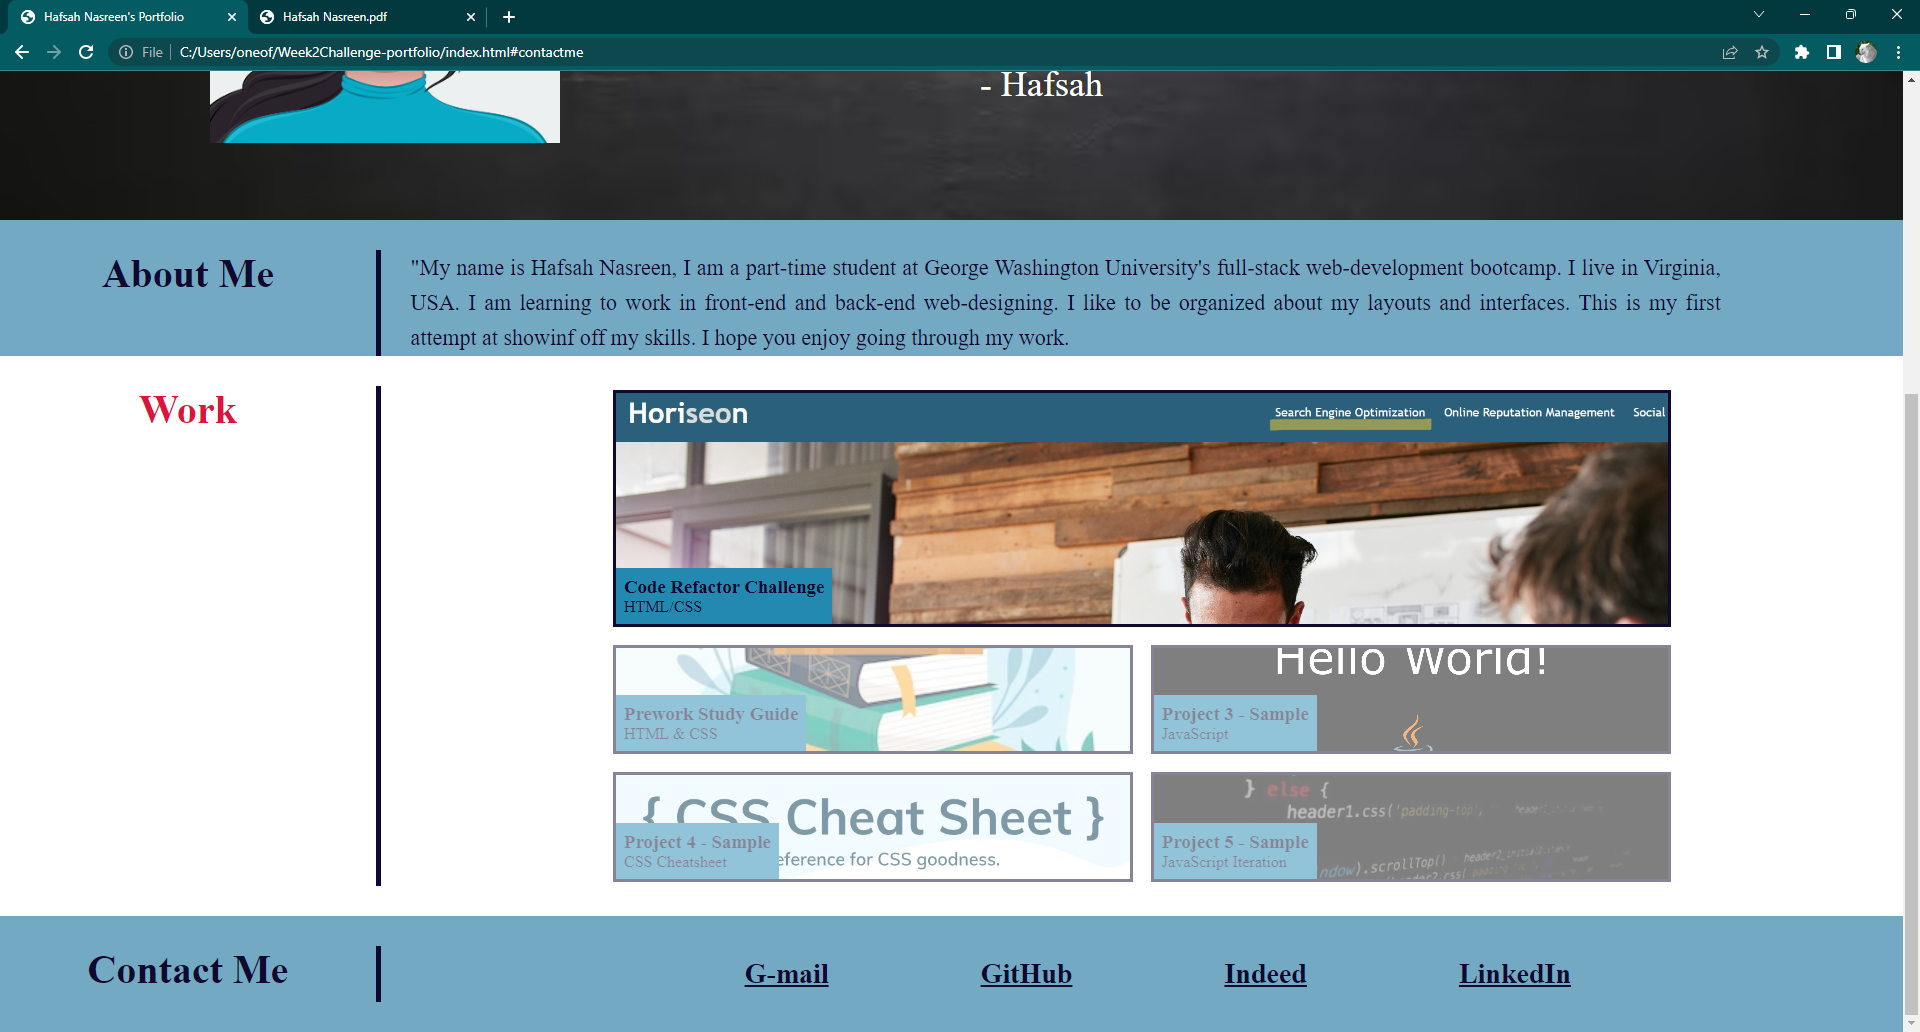 Hafsah Nasreen's Portfolio
Hafsah Nasreen.pdf
File
C:/Users/oneof/Week2Challenge-portfolio/index.html#contactme
- Hafsah
About Me
"My name is Hafsah Nasreen, I am a part-time student at George Washington University's full-stack web-development bootcamp. I live in Virginia,
USA. I am learning to work in front-end and back-end web-designing. I like to be organized about my layouts and interfaces. This is my first
attempt at showinf off my skills. I hope you enjoy going through my work.
Work
Horiseon
Search Engine Optimization Online Reputation Management Social
Code Refactor Challenge
HTML/CSS
Prework Study Guide
HTML & CSS
Hello World!
Project 3 - Sample
JavaScript
{ CSS Cheat Sheet }
eference for CSS goodness.
Project 4 - Sample
CSS Cheatsheet
} else {
header1.css('padding-top',
ndow).scrollTop()
header2.css(
Project 5 - Sample
JavaScript Iteration
Contact Me
G-mail
GitHub
Indeed
LinkedIn